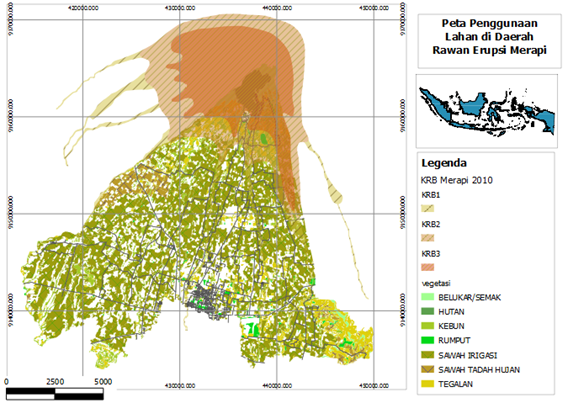 420000.000 430000.000 440000.000 450000.000
9170000.000
9160000.000
9150000.000
9140000.000
430000.000 440000.000 450000.000
0 2500 5000
Peta Penggunaan
Lahan di Daerah
Rawan Erupsi Merapi
Legenda
KRB Merapi 2010
KRB1
KRB2
KRB3
vegetasi
BELUKAR/SEMAK
HUTAN
KEBUN
RUMPUT
SAWAH IRIGASI
SAWAH TADAH HUJAN
TEGALAN